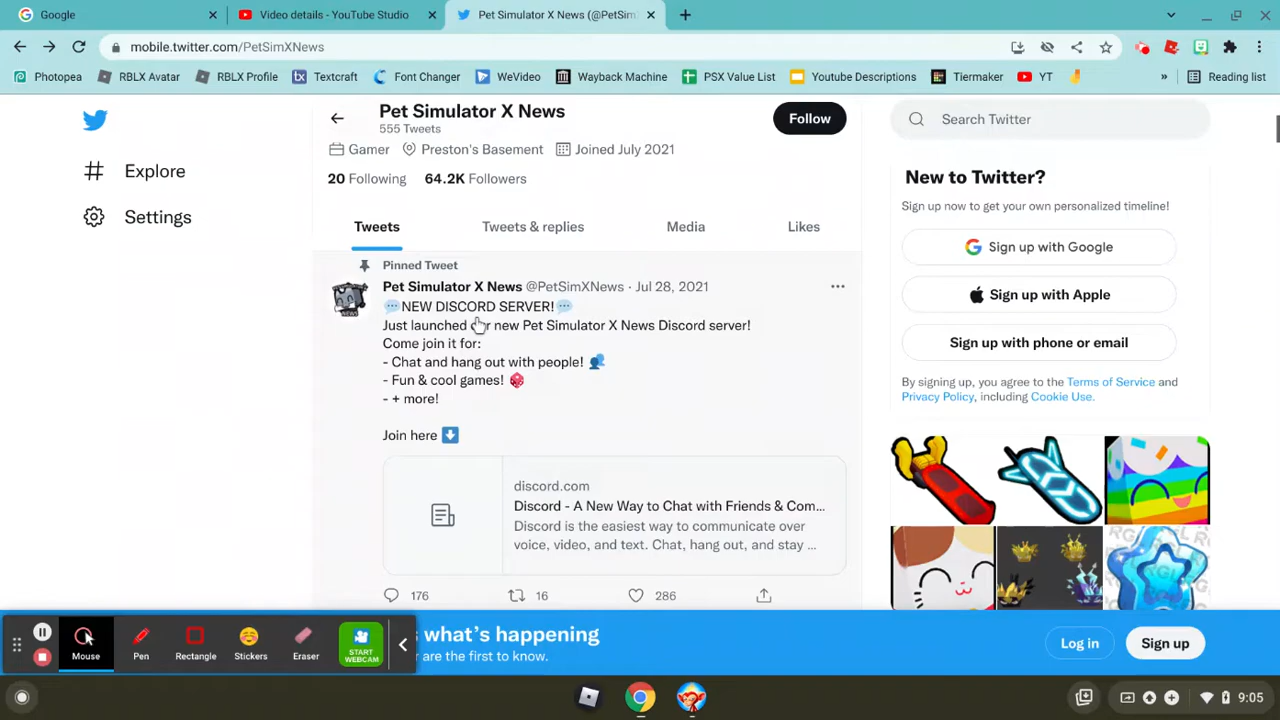 Google
Video details - YouTube Studio
Pet Simulator X News (@PetSim
mobile.twitter.com/PetSimXNews
Photopea
RBLX Avatar
RBLX Profile
Textcraft
Font Changer
WeVideo
Wayback Machine
PSX Value List
Youtube Descriptions
Tiermaker
YT
»
Reading list
Explore
Settings
Pet Simulator X News
555 Tweets
Follow
Gamer
Preston's Basement
Joined July 2021
20 Following
64.2K Followers
Tweets
Tweets & replies
Media
Likes
Pinned Tweet
Pet Simulator X News @PetSimXNews · Jul 28, 2021
💬NEW DISCORD SERVER!💬
Just launched our new Pet Simulator X News Discord server!
Come join it for:
- Chat and hang out with people! 👥
- Fun & cool games! 🎲
- + more!
Join here ⬇️
discord.com
Discord - A New Way to Chat with Friends & Com...
Discord is the easiest way to communicate over
voice, video, and text. Chat, hang out, and stay ...
176
16
286
Search Twitter
New to Twitter?
Sign up now to get your own personalized timeline!
Sign up with Google
Sign up with Apple
Sign up with phone or email
By signing up, you agree to the Terms of Service and
Privacy Policy, including Cookie Use.
what's happening
are the first to know.
Log in
Sign up
Mouse
Pen
Rectangle
Stickers
Eraser
START
WEBCAM
9:05